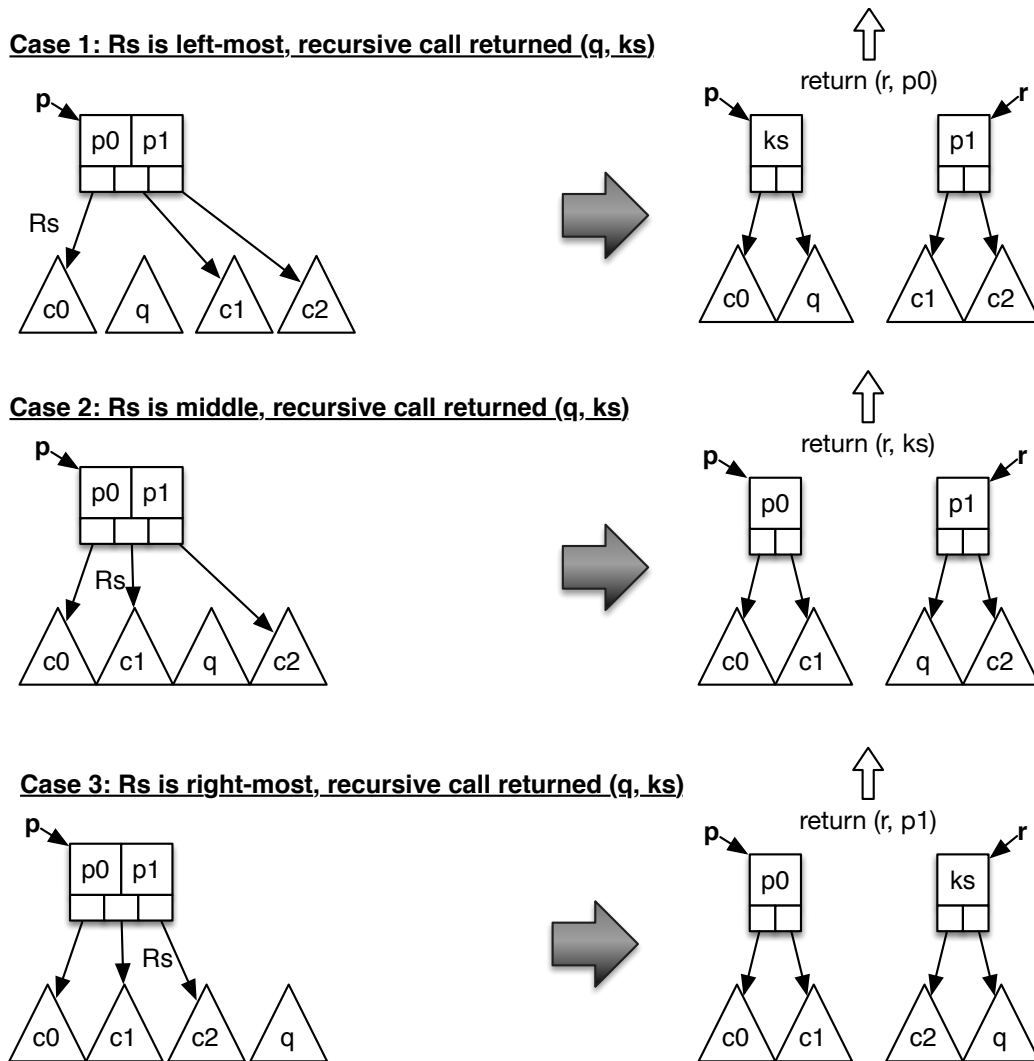 Case 1: Rs is left-most, recursive call returned (q, ks)
return (r, p0)
p
p0 p1
Rs
c0 q c1 c2
p r
ks p1
c0 q c1 c2
Case 2: Rs is middle, recursive call returned (q, ks)
return (r, ks)
p
p0 p1
Rs
c0 c1 q c2
p r
p0 p1
c0 c1 q c2
Case 3: Rs is right-most, recursive call returned (q, ks)
return (r, p1)
p
p0 p1
Rs
c0 c1 c2 q
p r
p0 ks
c0 c1 c2 q